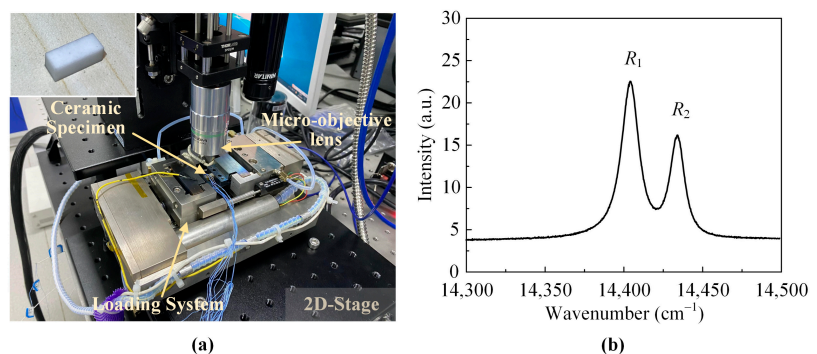 Ceramic
Specimen
Micro-objective
lens
Loading System
2D-Stage
(a)
30
25
20
15
10
5
0
Intensity (a.u.)
R1
R2
14,300
14,350
14,400
14,450
14,500
Wavenumber (cm⁻¹)
(b)